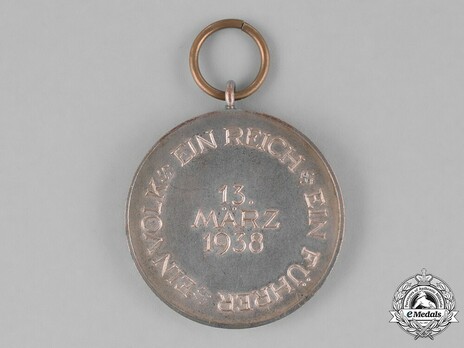 EIN VOLK EIN REICH EIN FÜHRER
13.
MÄRZ
1938
eMedals